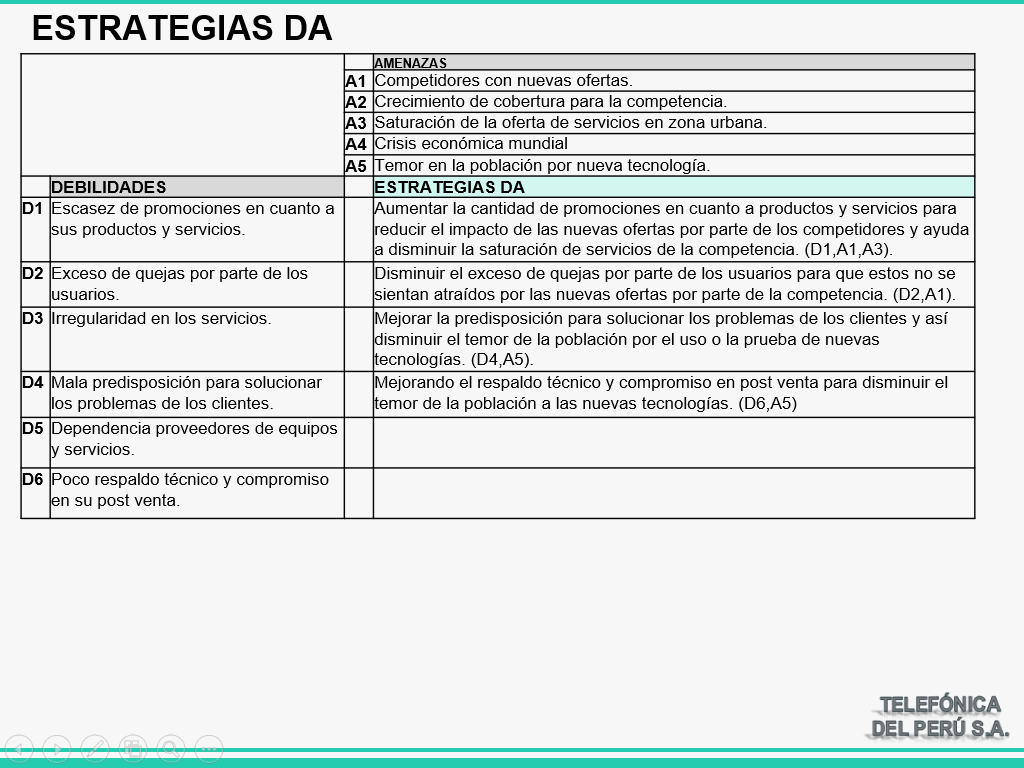 ESTRATEGIAS DA
AMENAZAS
A1 Competidores con nuevas ofertas.
A2 Crecimiento de cobertura para la competencia.
A3 Saturación de la oferta de servicios en zona urbana.
A4 Crisis económica mundial
A5 Temor en la población por nueva tecnología.
DEBILIDADES
ESTRATEGIAS DA
D1 Escasez de promociones en cuanto a
sus productos y servicios.
Aumentar la cantidad de promociones en cuanto a productos y servicios para
reducir el impacto de las nuevas ofertas por parte de los competidores y ayuda
a disminuir la saturación de servicios de la competencia. (D1,A1,A3).
D2 Exceso de quejas por parte de los
usuarios.
Disminuir el exceso de quejas por parte de los usuarios para que estos no se
sientan atraídos por las nuevas ofertas por parte de la competencia. (D2,A1).
D3 Irregularidad en los servicios.
Mejorar la predisposición para solucionar los problemas de los clientes y así
disminuir el temor de la población por el uso o la prueba de nuevas
tecnologías. (D4,A5).
D4 Mala predisposición para solucionar
los problemas de los clientes.
Mejorando el respaldo técnico y compromiso en post venta para disminuir el
temor de la población a las nuevas tecnologías. (D6,A5)
D5 Dependencia proveedores de equipos
y servicios.
D6 Poco respaldo técnico y compromiso
en su post venta.
TELEFÓNICA
DEL PERÚ S.A.